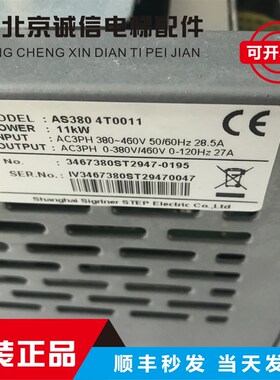 北京诚信电梯配件
NG CHENG XIN DIAN TI PEI JIAN
可开
ODEL : AS380 4T0011
OWER : 11kW
INPUT : AC3PH 380~460V 50/60Hz 28.5A
OUTPUT : AC3PH 0-380V/460V 0-120Hz 27A
No. : 3467380ST2947-0195
SER.No.: IV3467380ST29470047
Shanghai Sigriner STEP Electric Co.,Ltd
CE
装正品
顺丰秒发 当天发